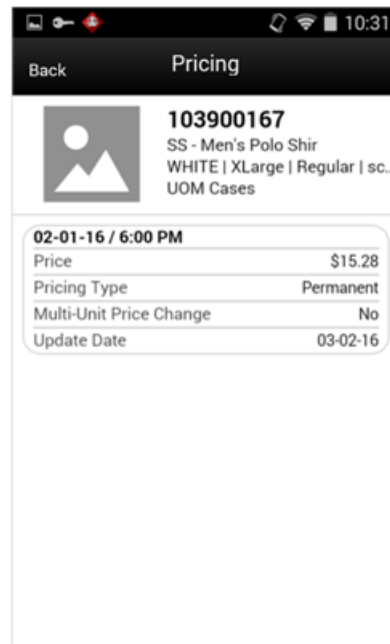 10:31
Back Pricing
103900167
SS - Men's Polo Shir
WHITE | XLarge | Regular | sc..
UOM Cases
02-01-16 / 6:00 PM
Price $15.28
Pricing Type Permanent
Multi-Unit Price Change No
Update Date 03-02-16